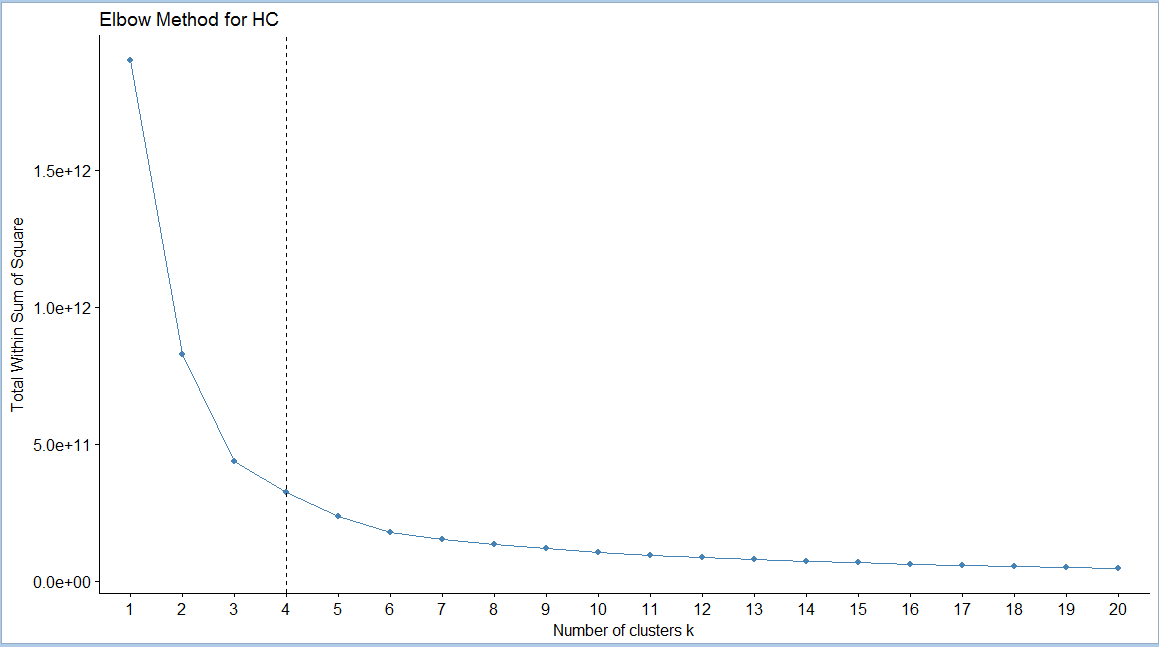 Elbow Method for HC
Total Within Sum of Square
1.5e+12
1.0e+12
5.0e+11
0.0e+00
1 2 3 4 5 6 7 8 9 10 11 12 13 14 15 16 17 18 19 20
Number of clusters k